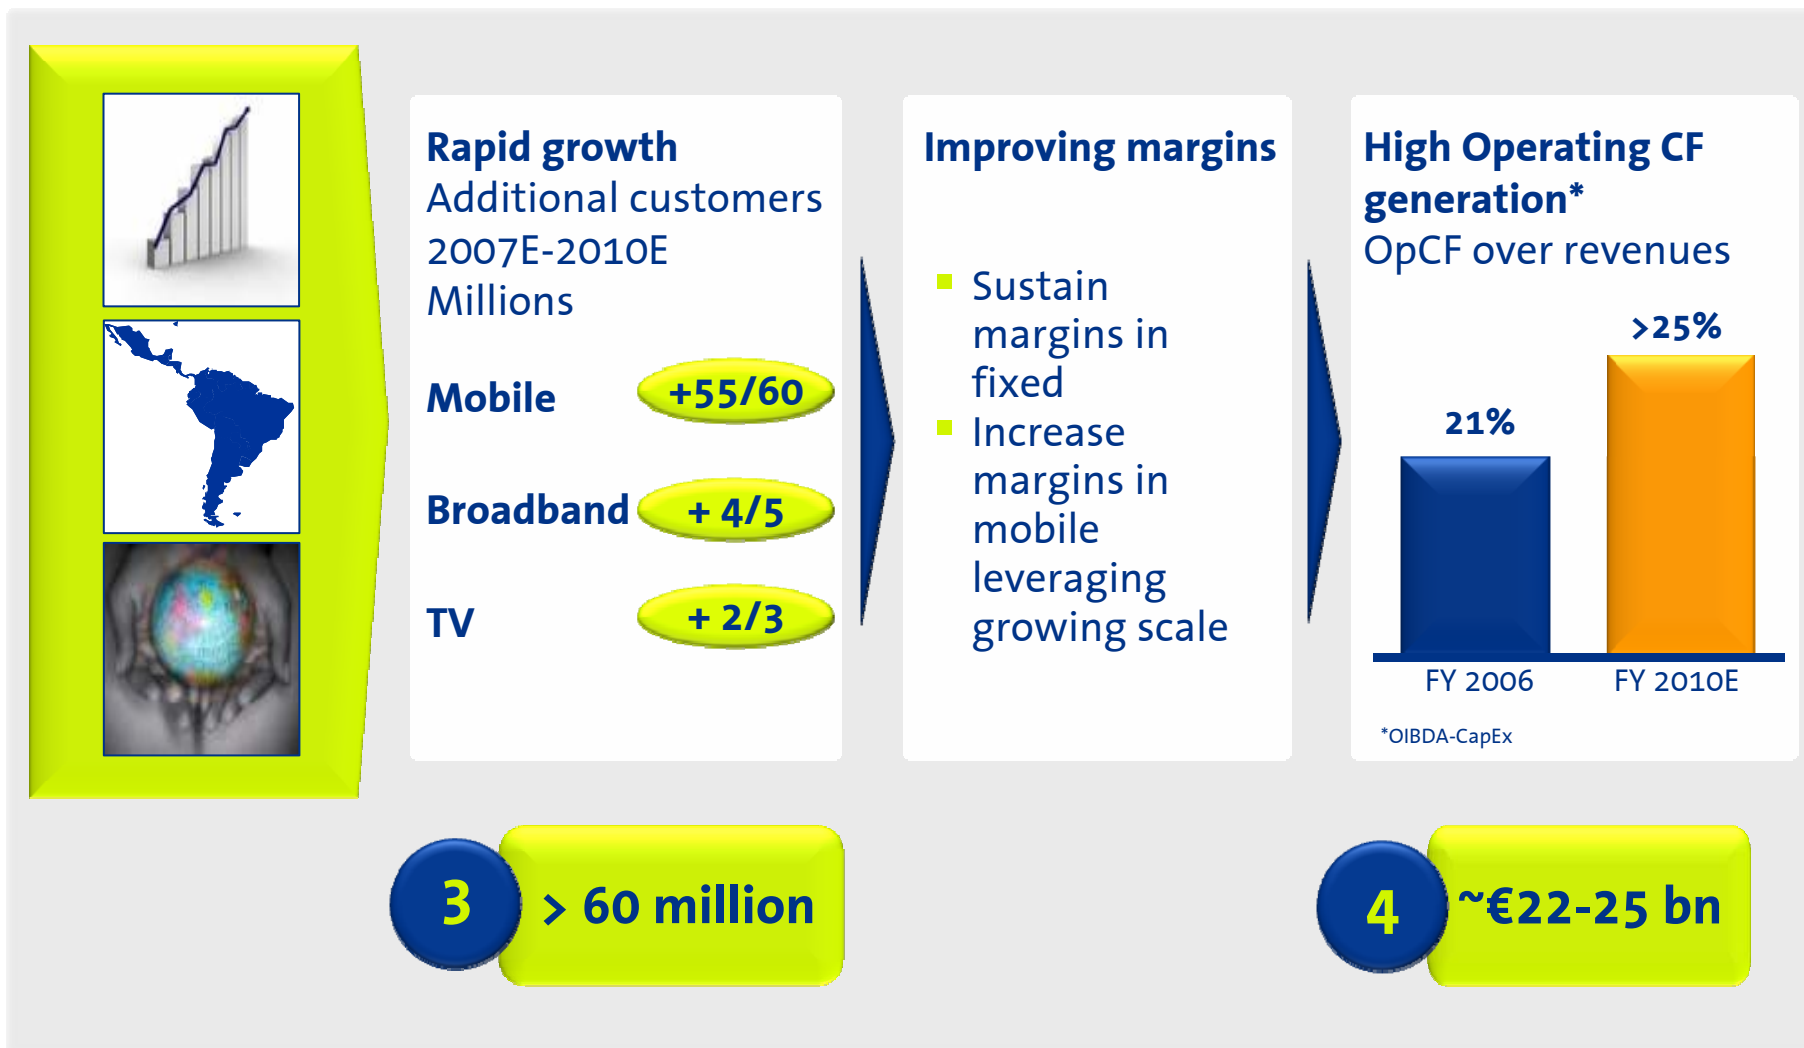 Rapid growth
Additional customers
2007E-2010E
Millions
Mobile
+55/60
Broadband
+ 4/5
TV
+ 2/3
Improving margins
Sustain
margins in
fixed
Increase
margins in
mobile
leveraging
growing scale
High Operating CF
generation*
OpCF over revenues
21%
>25%
FY 2006
FY 2010E
*OIBDA-CapEx
3
> 60 million
4
~€22-25 bn